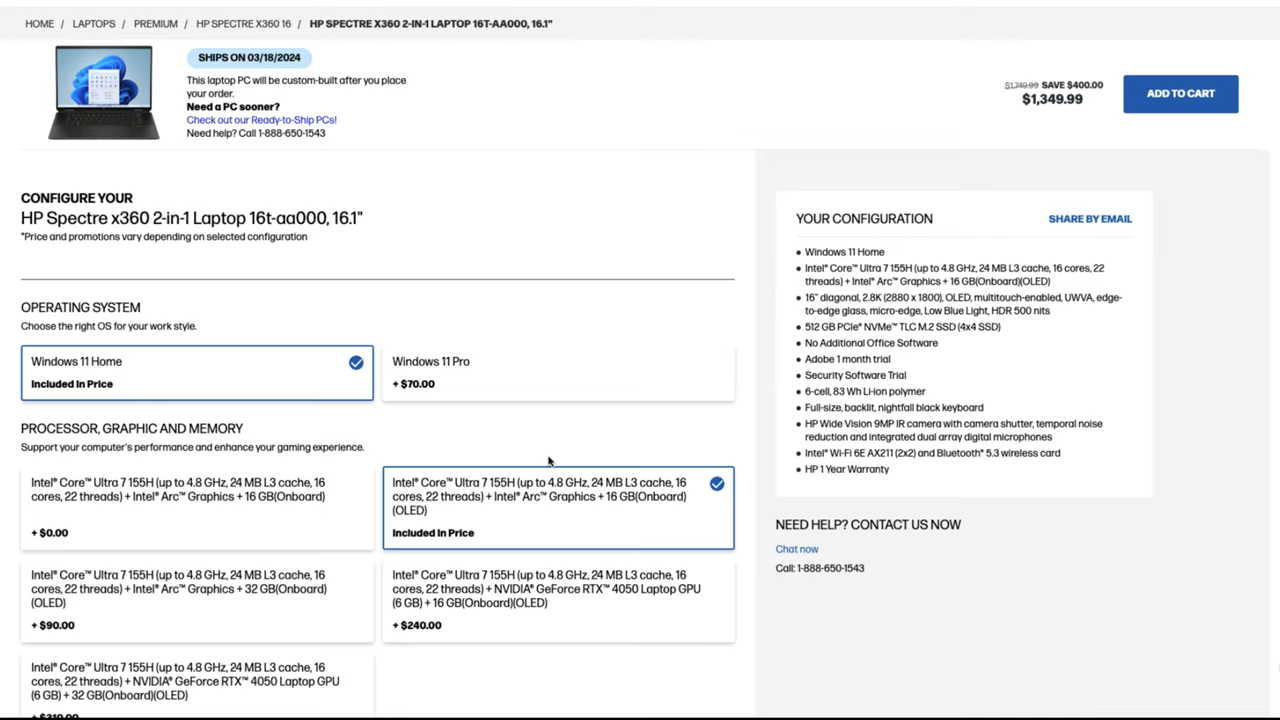 HOME / LAPTOPS / PREMIUM / HP SPECTRE X360 16 / HP SPECTRE X360 2-IN-1 LAPTOP 16T-AA000, 16.1"
SHIPS ON 03/18/2024
This laptop PC will be custom-built after you place
your order.
Need a PC sooner?
Check out our Ready-to-Ship PCs!
Need help? Call 1-888-650-1543
$1,749.99 SAVE $400.00
$1,349.99
ADD TO CART
CONFIGURE YOUR
HP Spectre x360 2-in-1 Laptop 16t-aa000, 16.1"
*Price and promotions vary depending on selected configuration
OPERATING SYSTEM
Choose the right OS for your work style.
Windows 11 Home
Included In Price
Windows 11 Pro
+ $70.00
PROCESSOR, GRAPHIC AND MEMORY
Support your computer's performance and enhance your gaming experience.
Intel® Core™ Ultra 7 155H (up to 4.8 GHz, 24 MB L3 cache, 16
cores, 22 threads) + Intel® Arc™ Graphics + 16 GB(Onboard)
+ $0.00
Intel® Core™ Ultra 7 155H (up to 4.8 GHz, 24 MB L3 cache, 16
cores, 22 threads) + Intel® Arc™ Graphics + 16 GB(Onboard)
(OLED)
Included In Price
Intel® Core™ Ultra 7 155H (up to 4.8 GHz, 24 MB L3 cache, 16
cores, 22 threads) + Intel® Arc™ Graphics + 32 GB(Onboard)
(OLED)
+ $90.00
Intel® Core™ Ultra 7 155H (up to 4.8 GHz, 24 MB L3 cache, 16
cores, 22 threads) + NVIDIA® GeForce RTX™ 4050 Laptop GPU
(6 GB) + 16 GB(Onboard)(OLED)
+ $240.00
Intel® Core™ Ultra 7 155H (up to 4.8 GHz, 24 MB L3 cache, 16
cores, 22 threads) + NVIDIA® GeForce RTX™ 4050 Laptop GPU
(6 GB) + 32 GB(Onboard)(OLED)
+ $310.00
YOUR CONFIGURATION
SHARE BY EMAIL
• Windows 11 Home
• Intel® Core™ Ultra 7 155H (up to 4.8 GHz, 24 MB L3 cache, 16 cores, 22
threads) + Intel® Arc™ Graphics + 16 GB(Onboard)(OLED)
• 16" diagonal, 2.8K (2880 x 1800), OLED, multitouch-enabled, UWVA, edge-
to-edge glass, micro-edge, Low Blue Light, HDR 500 nits
• 512 GB PCIe® NVMe™ TLC M.2 SSD (4x4 SSD)
• No Additional Office Software
• Adobe 1 month trial
• Security Software Trial
• 6-cell, 83 Wh Li-ion polymer
• Full-size, backlit, nightfall black keyboard
• HP Wide Vision 9MP IR camera with camera shutter, temporal noise
reduction and integrated dual array digital microphones
• Intel® Wi-Fi 6E AX211 (2x2) and Bluetooth® 5.3 wireless card
• HP 1 Year Warranty
NEED HELP? CONTACT US NOW
Chat now
Call: 1-888-650-1543